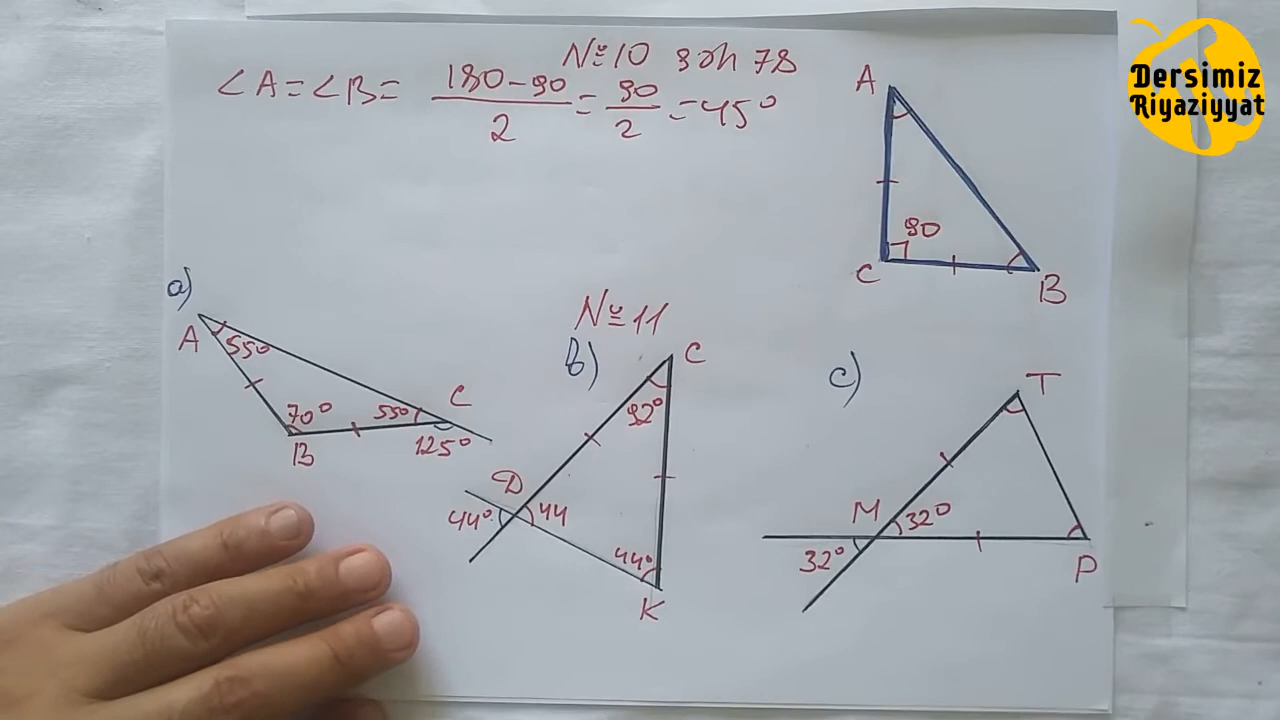 №10 səh 78
∠A=∠B= 180-90/2 = 90/2 = 45°
A
90
C
B
Dersimiz
Riyaziyyat
№11
a)
A
55°
70°
55°
C
B
125°
b)
C
92°
D
44°
44
44°
K
c)
T
M
32°
32°
P